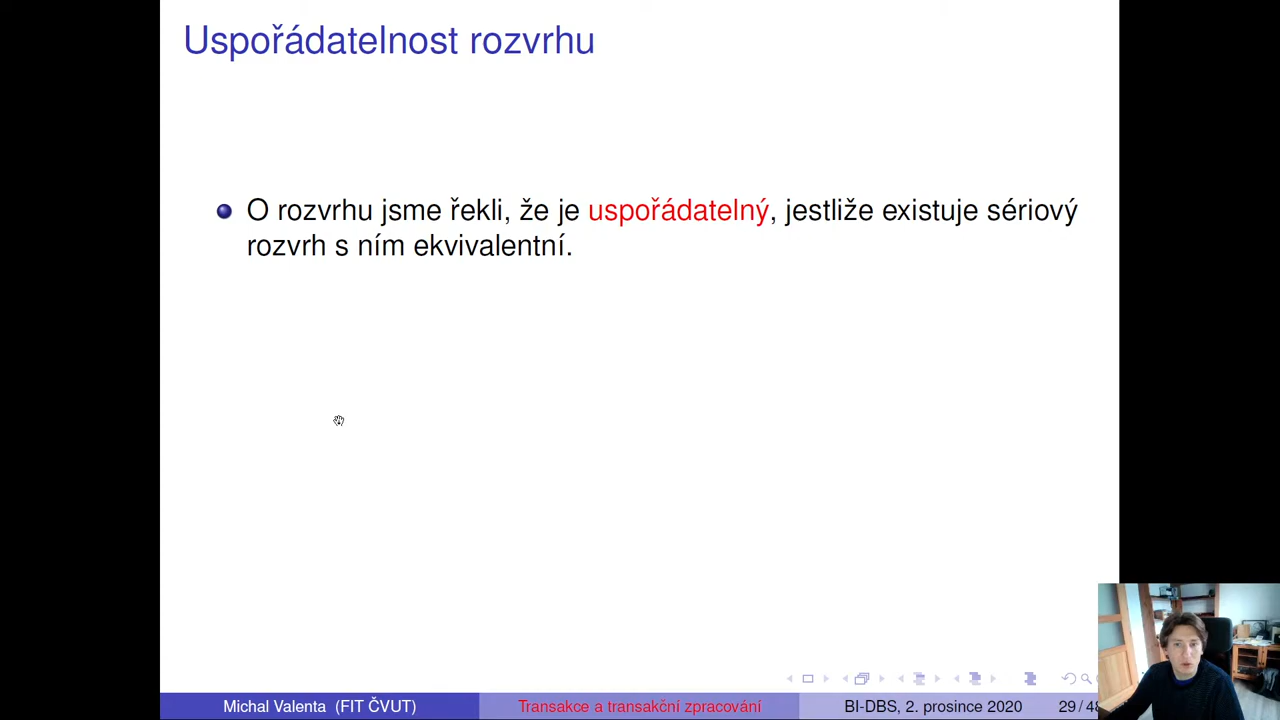 Uspořádatelnost rozvrhu
O rozvrhu jsme řekli, že je uspořádatelný, jestliže existuje sériový
rozvrh s ním ekvivalentní.
Michal Valenta (FIT ČVUT)
Transakce a transakční zpracování
BI-DBS, 2. prosince 2020
29 / 48